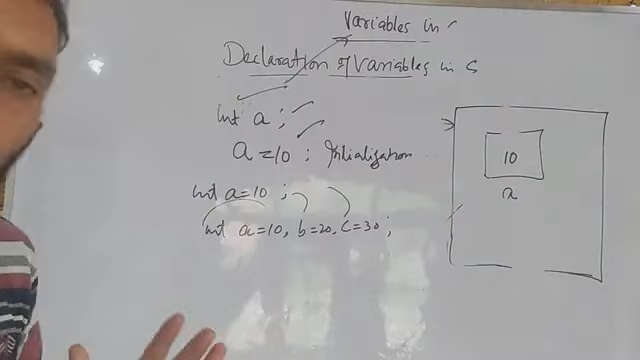 Variables in C
Declaration of Variables in C
int a ;
a = 10 ; Initialization
int a = 10 ;
int a = 10, b = 20, c = 30 ;
10
a